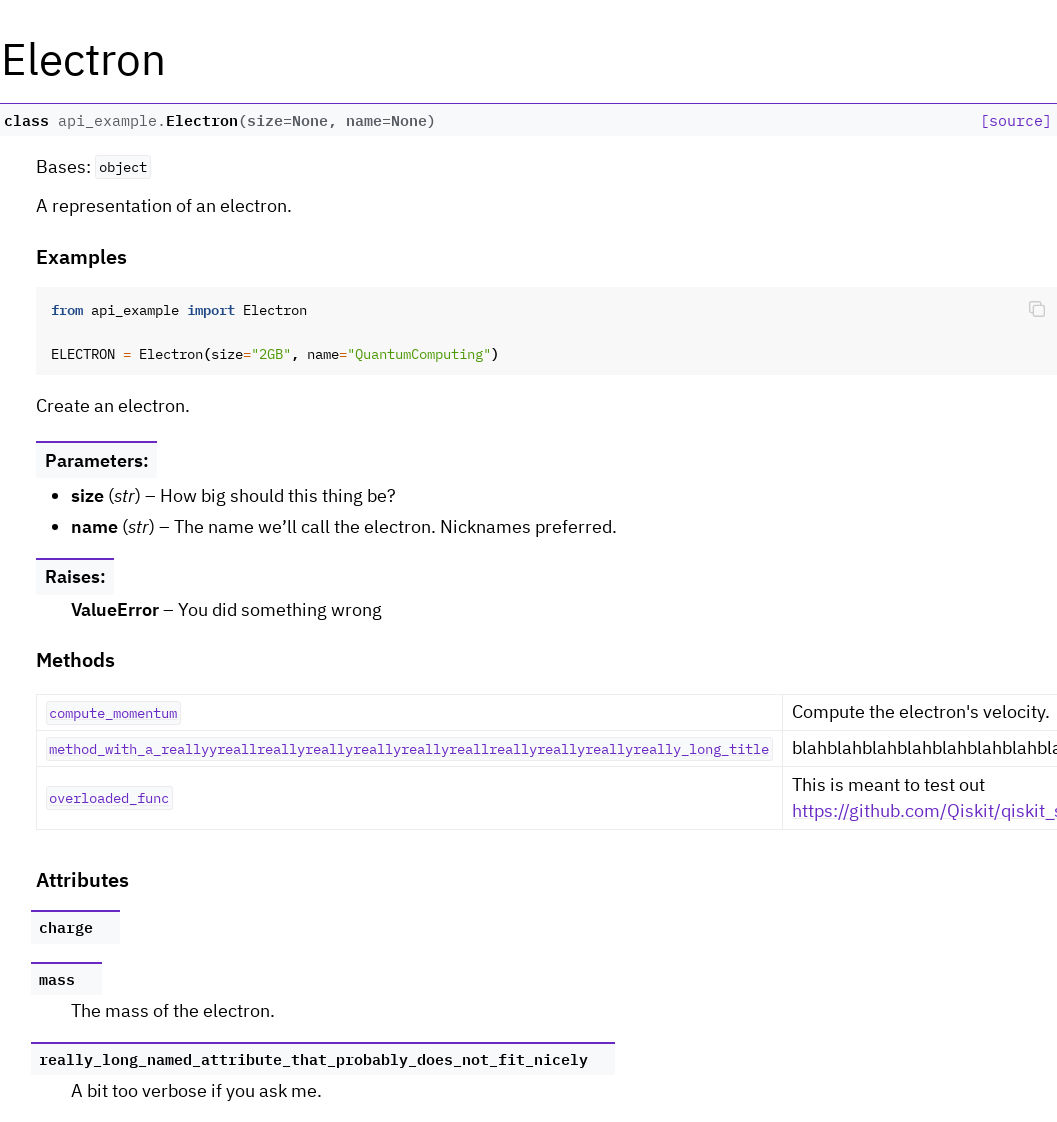 Electron
class api_example.Electron(size=None, name=None) [source]
Bases: object
A representation of an electron.
Examples
from api_example import Electron
ELECTRON = Electron(size="2GB", name="QuantumComputing")
Create an electron.
Parameters:
• size (str) – How big should this thing be?
• name (str) – The name we’ll call the electron. Nicknames preferred.
Raises:
ValueError – You did something wrong
Methods
compute_momentum Compute the electron's velocity.
method_with_a_reallyyreallreallyreallyreallyreallyreallreallyreallyreallyreally_long_title blahblahblahblahblahblahblahbla
overloaded_func This is meant to test out
https://github.com/Qiskit/qiskit_s
Attributes
charge
mass
The mass of the electron.
really_long_named_attribute_that_probably_does_not_fit_nicely
A bit too verbose if you ask me.